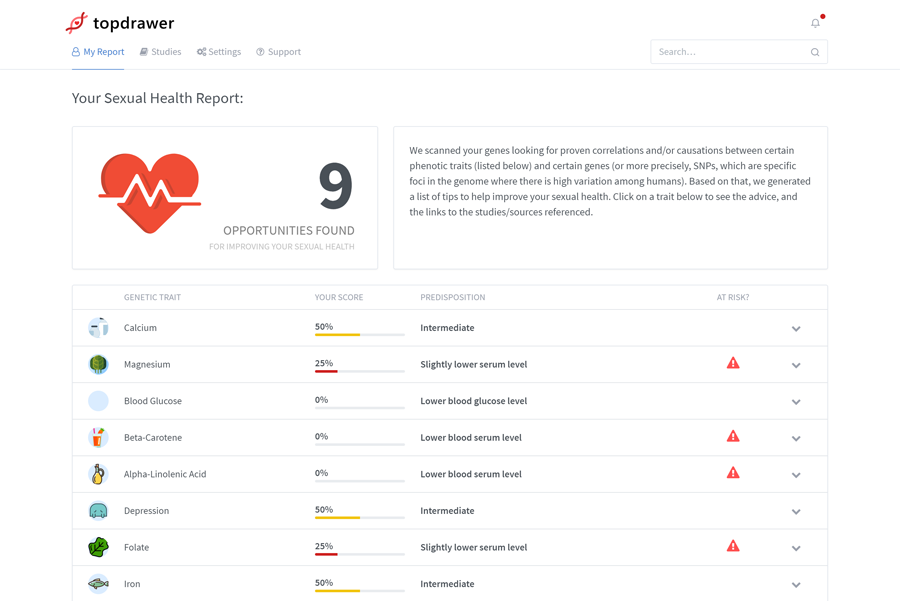 topdrawer
My Report Studies Settings Support
Search...
Your Sexual Health Report:
9
OPPORTUNITIES FOUND
FOR IMPROVING YOUR SEXUAL HEALTH
We scanned your genes looking for proven correlations and/or causations between certain
phenotic traits (listed below) and certain genes (or more precisely, SNPs, which are specific
foci in the genome where there is high variation among humans). Based on that, we generated
a list of tips to help improve your sexual health. Click on a trait below to see the advice, and
the links to the studies/sources referenced.
GENETIC TRAIT YOUR SCORE PREDISPOSITION AT RISK?
Calcium 50% Intermediate
Magnesium 25% Slightly lower serum level
Blood Glucose 0% Lower blood glucose level
Beta-Carotene 0% Lower blood serum level
Alpha-Linolenic Acid 0% Lower blood serum level
Depression 50% Intermediate
Folate 25% Slightly lower serum level
Iron 50% Intermediate